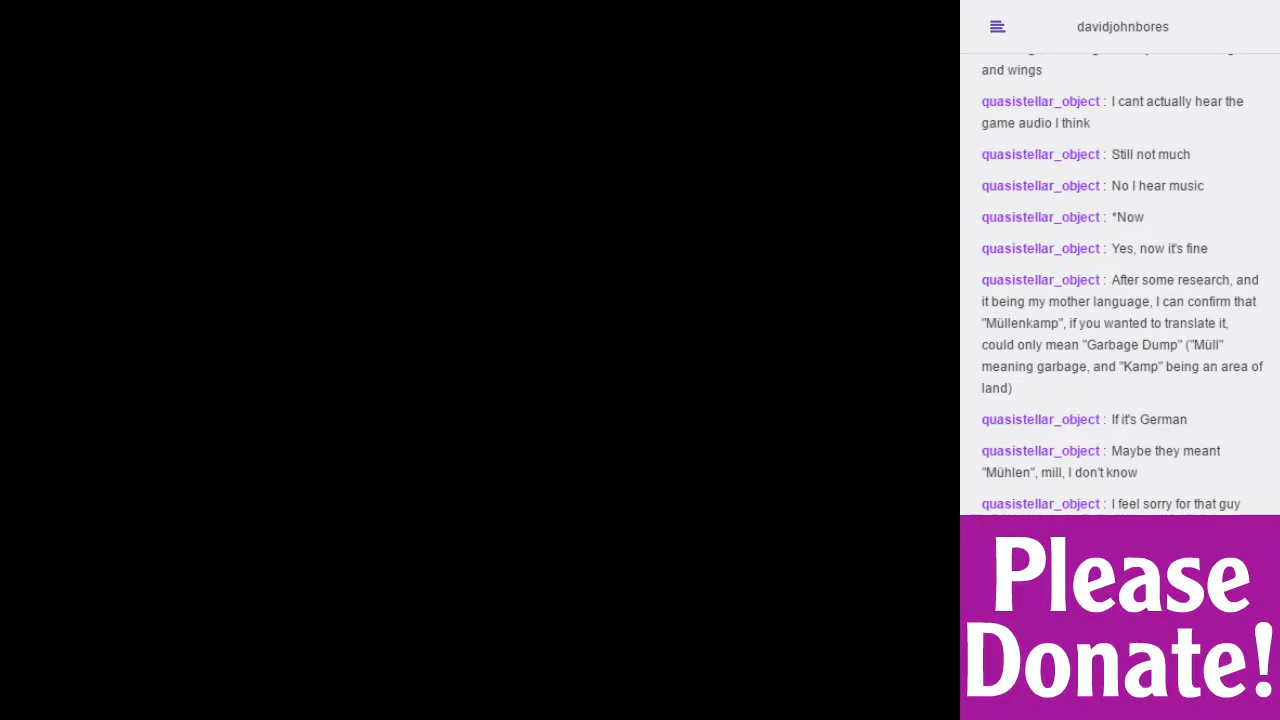 davidjohnbores
and wings
quasistellar_object : I cant actually hear the
game audio I think
quasistellar_object : Still not much
quasistellar_object : No I hear music
quasistellar_object : *Now
quasistellar_object : Yes, now it's fine
quasistellar_object : After some research, and
it being my mother language, I can confirm that
"Müllenkamp", if you wanted to translate it,
could only mean "Garbage Dump" ("Müll"
meaning garbage, and "Kamp" being an area of
land)
quasistellar_object : If it's German
quasistellar_object : Maybe they meant
"Mühlen", mill, I don't know
quasistellar_object : I feel sorry for that guy
Please
Donate!